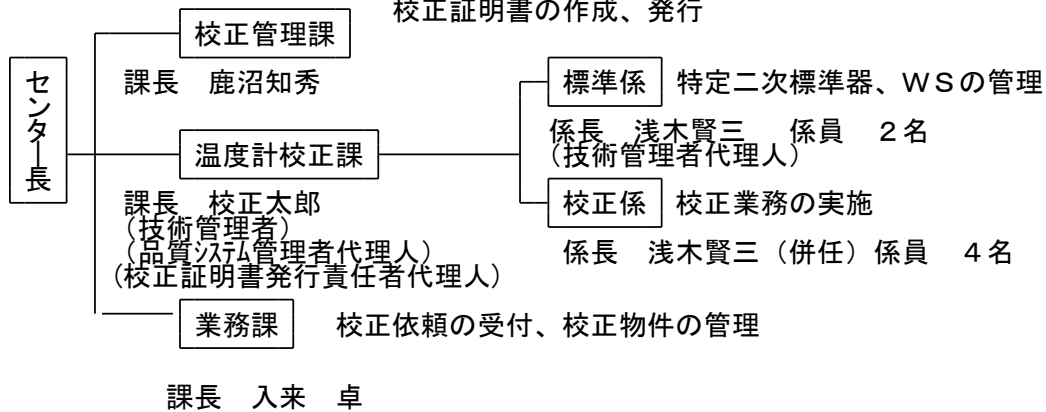 校正証明書の作成、発行
校正管理課
課長　鹿沼知秀
センター長
標準係　特定二次標準器、ＷＳの管理
係長　浅木賢三　係員　２名
（技術管理者代理人）
温度計校正課
課長　校正太郎
（技術管理者）
（品質ｼｽﾃﾑ管理者代理人）
（校正証明書発行責任者代理人）
校正係　校正業務の実施
係長　浅木賢三（併任）係員　４名
業務課　校正依頼の受付、校正物件の管理
課長　入来　卓